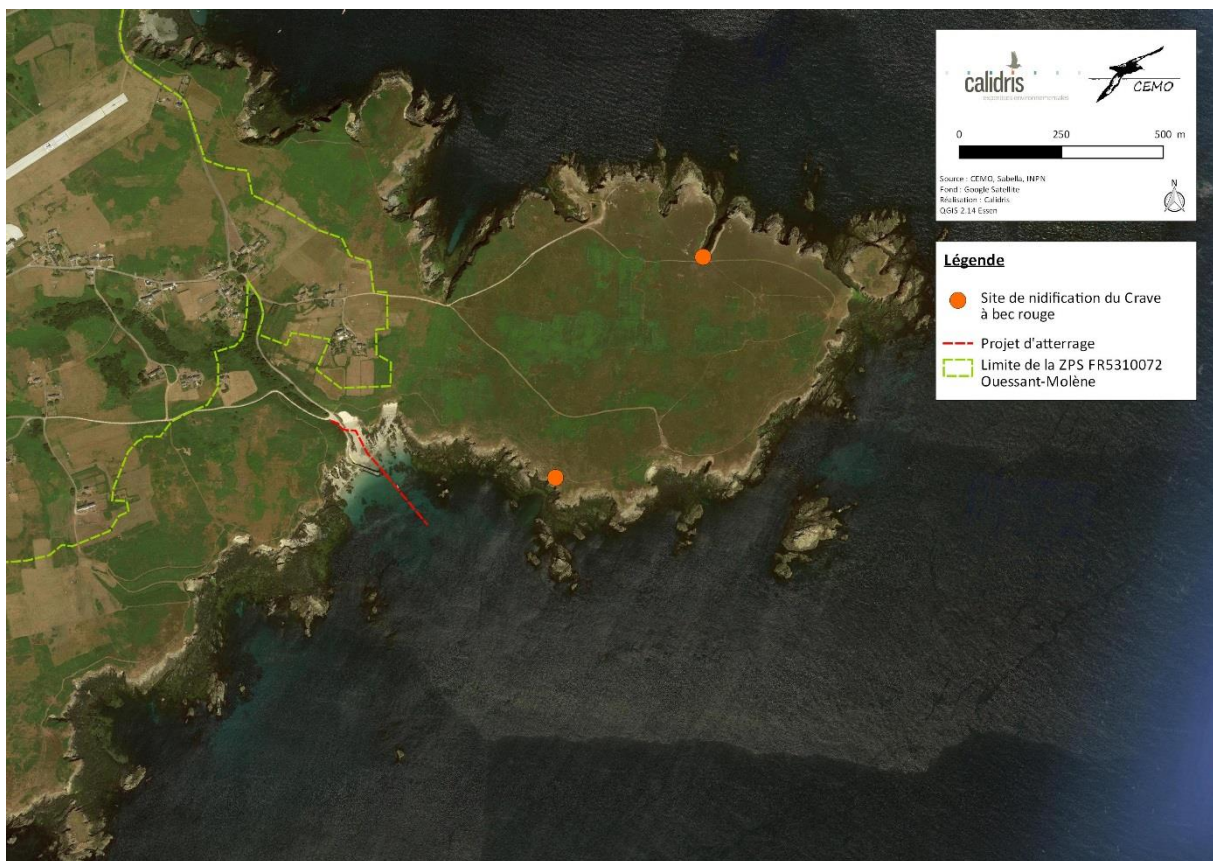 calidris
CEMO
0 250 500 m
Source : CEMO, Sabella, INPN
Fond : Google Satellite
Réalisation : Calidris
QGIS 2.14 Essen
N
Légende
Site de nidification du Crave
à bec rouge
Projet d'atterrage
Limite de la ZPS FR5310072
Ouessant-Molène